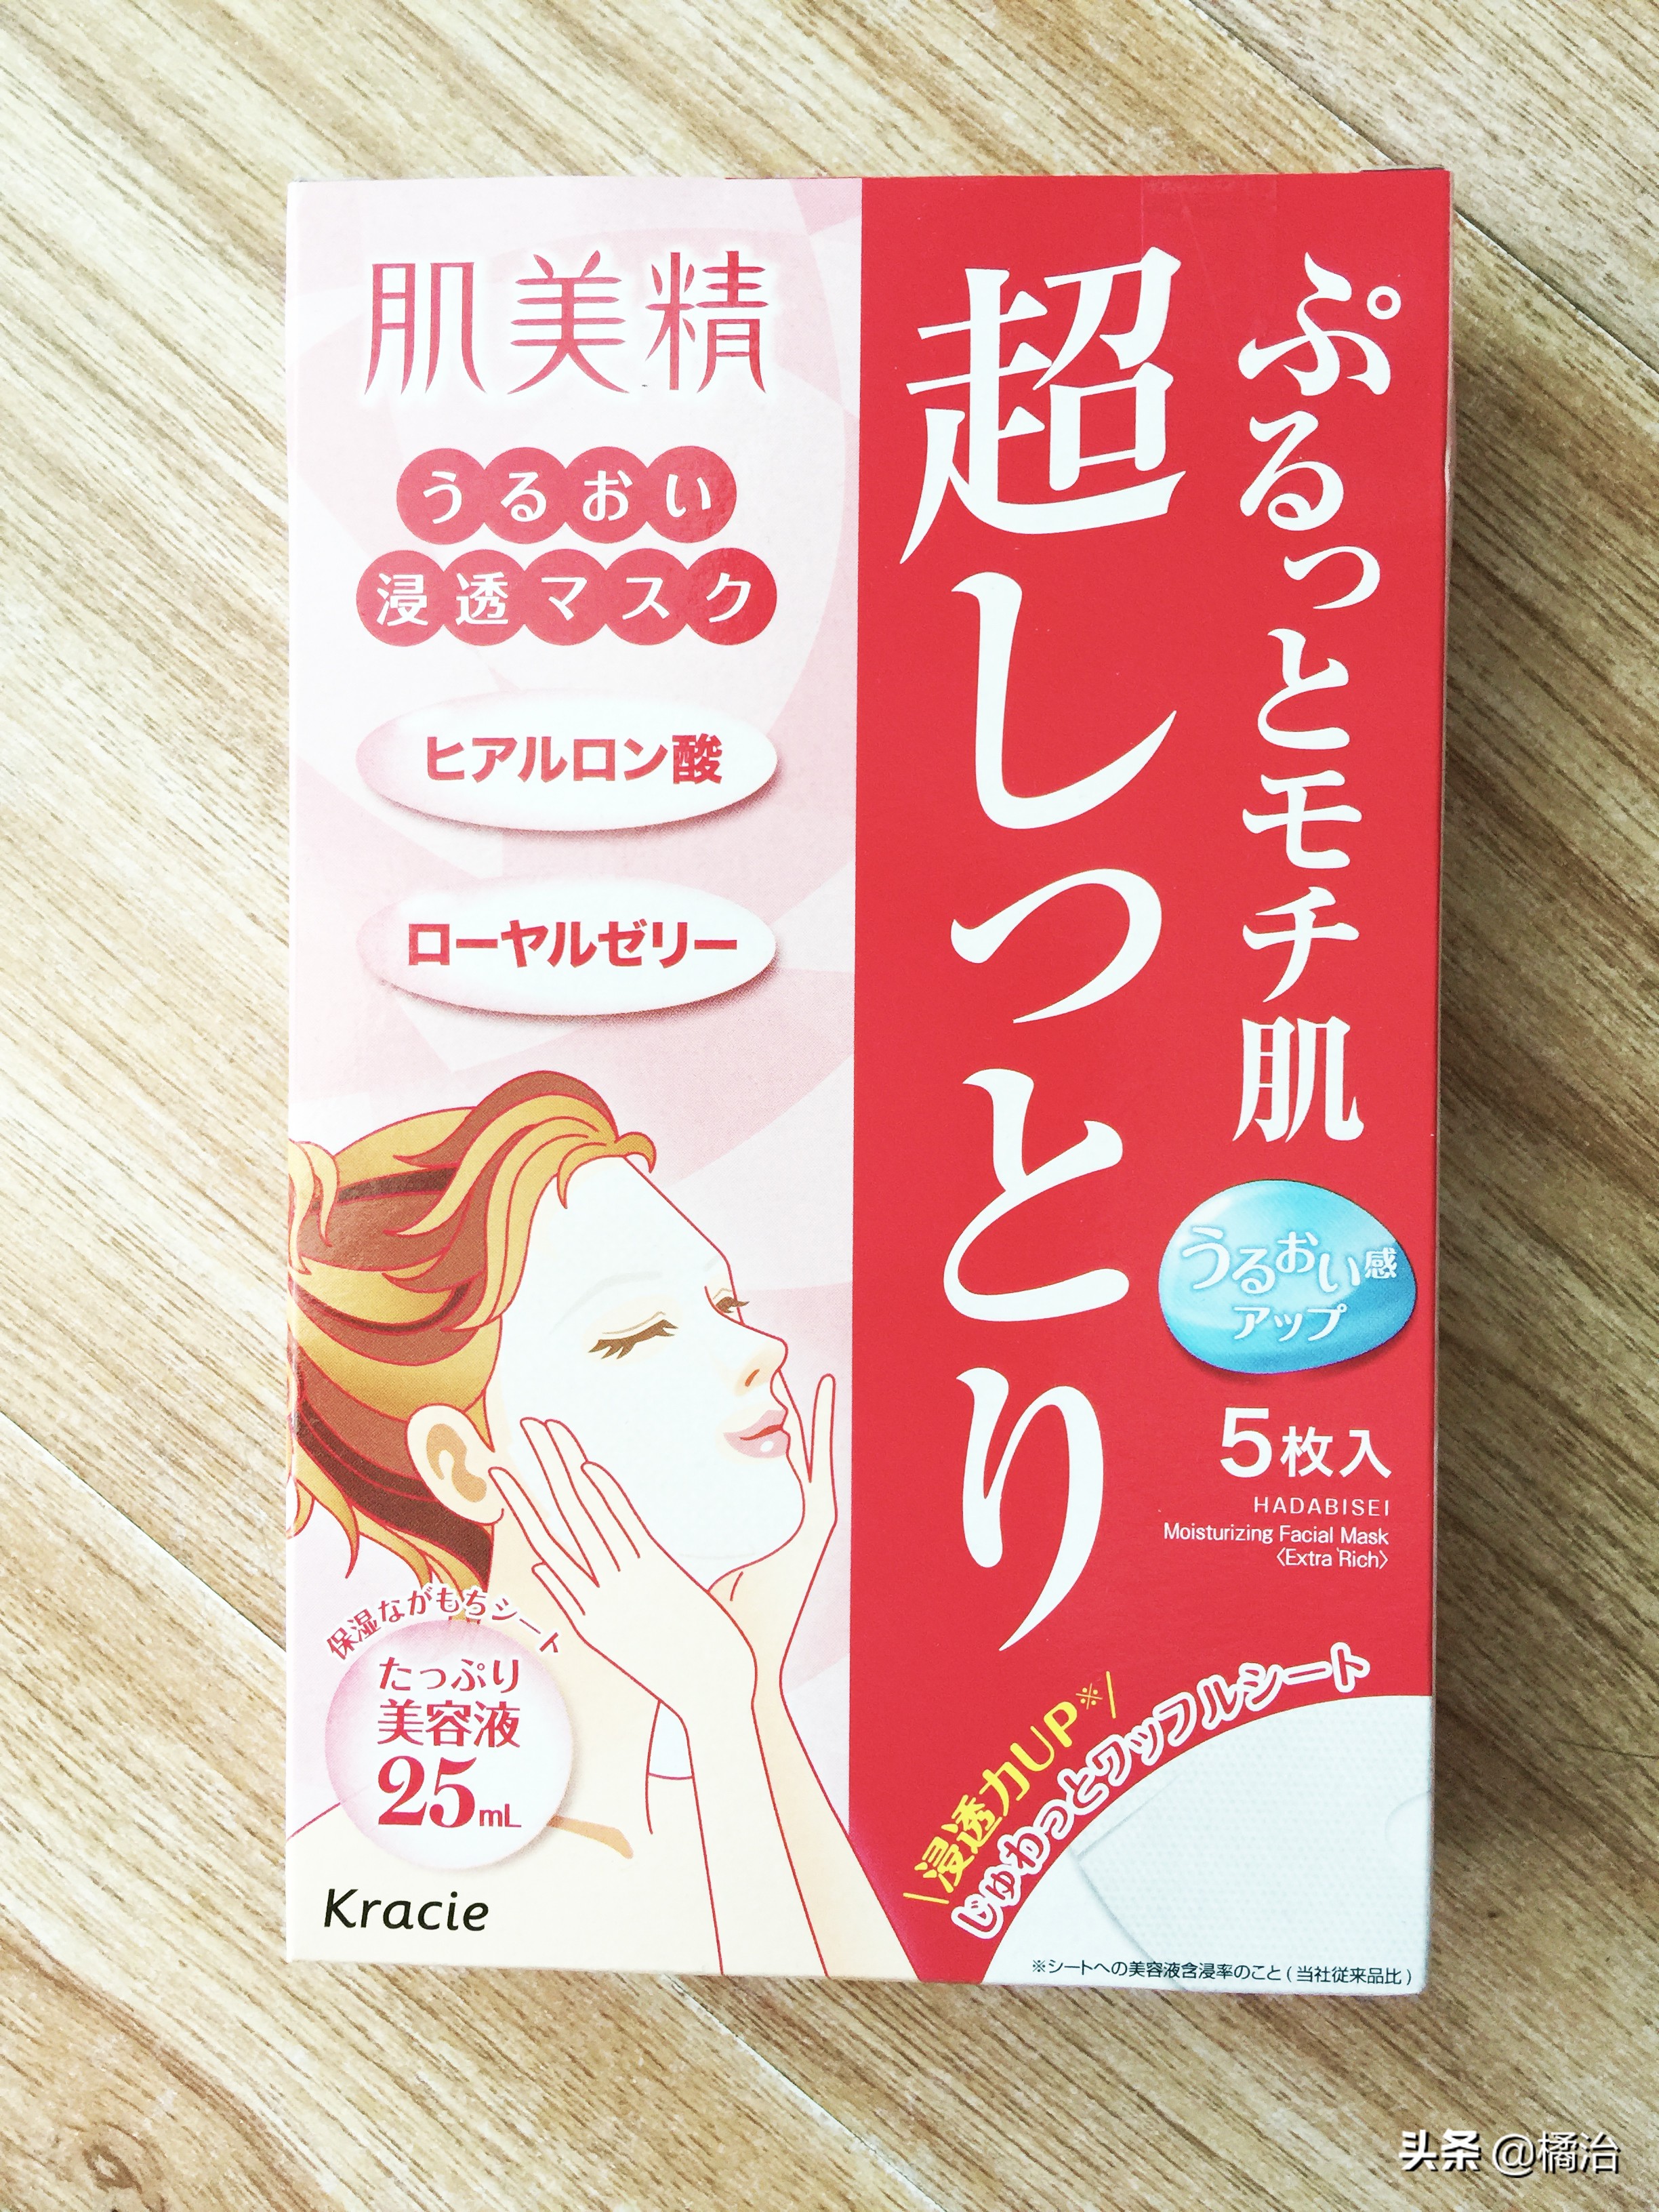 肌美精
うるおい
浸透マスク
ヒアルロン酸
ローヤルゼリー
ぷるっとモチ肌
超しっとり
うるおい感
アップ
5枚入
HADABISEI
Moisturizing Facial Mask
〈Extra Rich〉
保湿ながもちシート
たっぷり
美容液
25mL
Kracie
浸透力UP※
じゅわっとワッフルシート
※シートへの美容液含浸率のこと(当社従来品比)
头条 @橘治